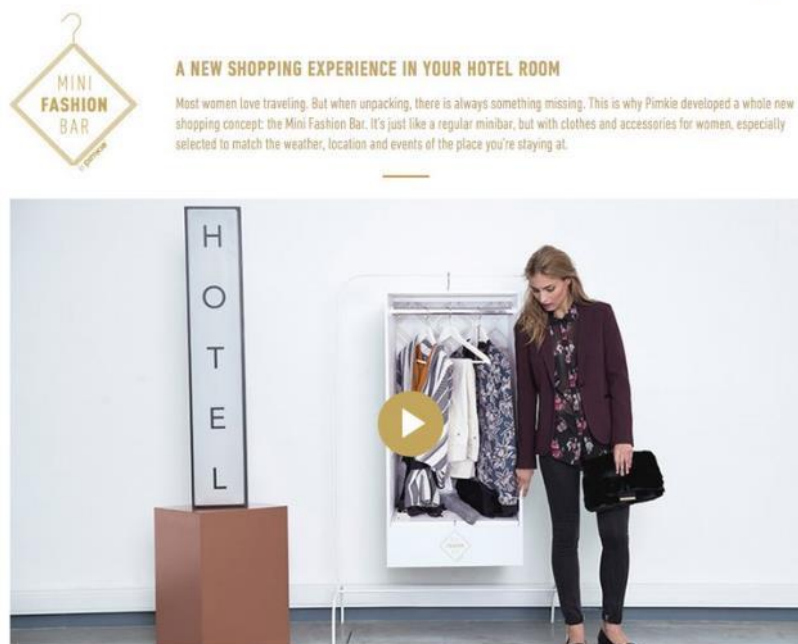 MINI
FASHION
BAR
by pimkie
A NEW SHOPPING EXPERIENCE IN YOUR HOTEL ROOM
Most women love traveling. But when unpacking, there is always something missing. This is why Pimkie developed a whole new
shopping concept: the Mini Fashion Bar. It's just like a regular minibar, but with clothes and accessories for women, especially
selected to match the weather, location and events of the place you're staying at.
H
O
T
E
L
FASHION